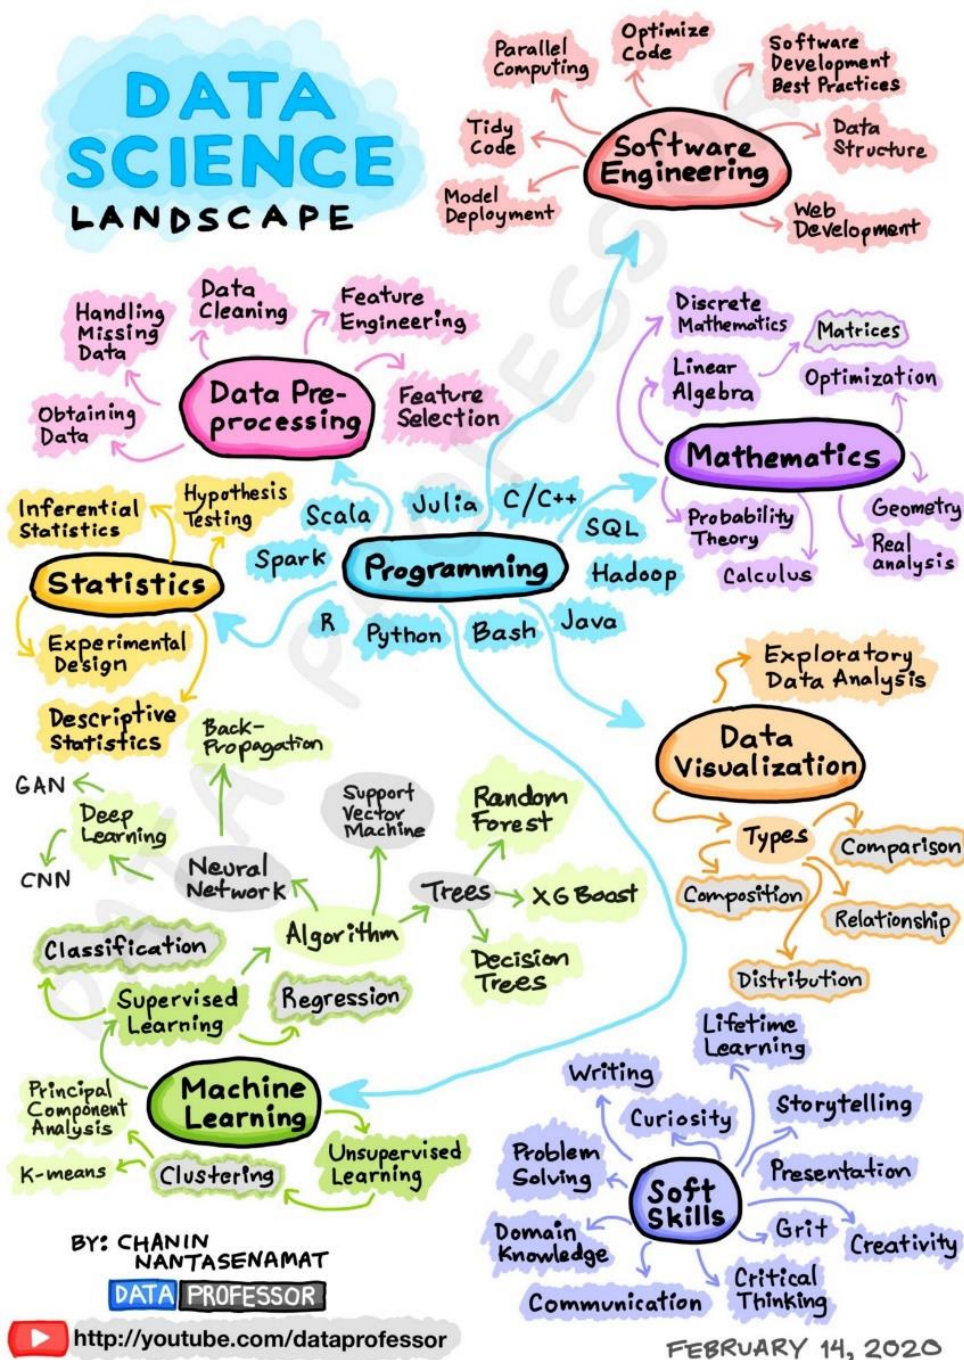 DATA
SCIENCE
LANDSCAPE
Parallel
Computing
Optimize
Code
Software
Development
Best Practices
Tidy
Code
Software
Engineering
Data
Structure
Model
Deployment
Web
Development
Handling
Missing
Data
Data
Cleaning
Feature
Engineering
Obtaining
Data
Data Pre-
processing
Feature
Selection
Discrete
Mathematics
Matrices
Linear
Algebra
Optimization
Mathematics
Probability
Theory
Calculus
Geometry
Real
analysis
Inferential
Statistics
Hypothesis
Testing
Statistics
Experimental
Design
Descriptive
Statistics
Scala
Julia
C/C++
SQL
Spark
Programming
Hadoop
R
Python
Bash
Java
Exploratory
Data Analysis
Data
Visualization
Types
Comparison
Composition
Relationship
Distribution
Back-
Propagation
GAN
Deep
Learning
CNN
Neural
Network
Support
Vector
Machine
Random
Forest
Trees
XG Boost
Decision
Trees
Algorithm
Classification
Supervised
Learning
Regression
Machine
Learning
Principal
Component
Analysis
K-means
Clustering
Unsupervised
Learning
Lifetime
Learning
Writing
Curiosity
Storytelling
Problem
Solving
Presentation
Soft
Skills
Domain
Knowledge
Grit
Creativity
Communication
Critical
Thinking
BY: CHANIN
NANTASENAMAT
DATA PROFESSOR
http://youtube.com/dataprofessor
FEBRUARY 14, 2020
DATA PROFESSOR